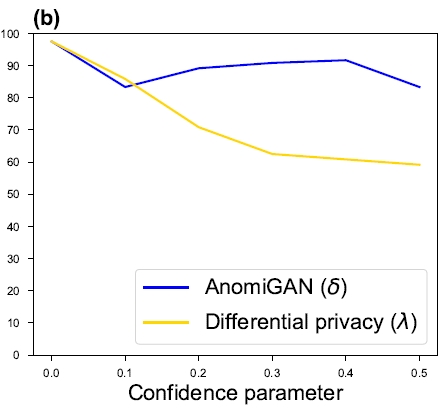 (b)
100
90
80
70
60
50
40
30
20
10
0
AnomiGAN (δ)
Differential privacy (λ)
0.0 0.1 0.2 0.3 0.4 0.5
Confidence parameter